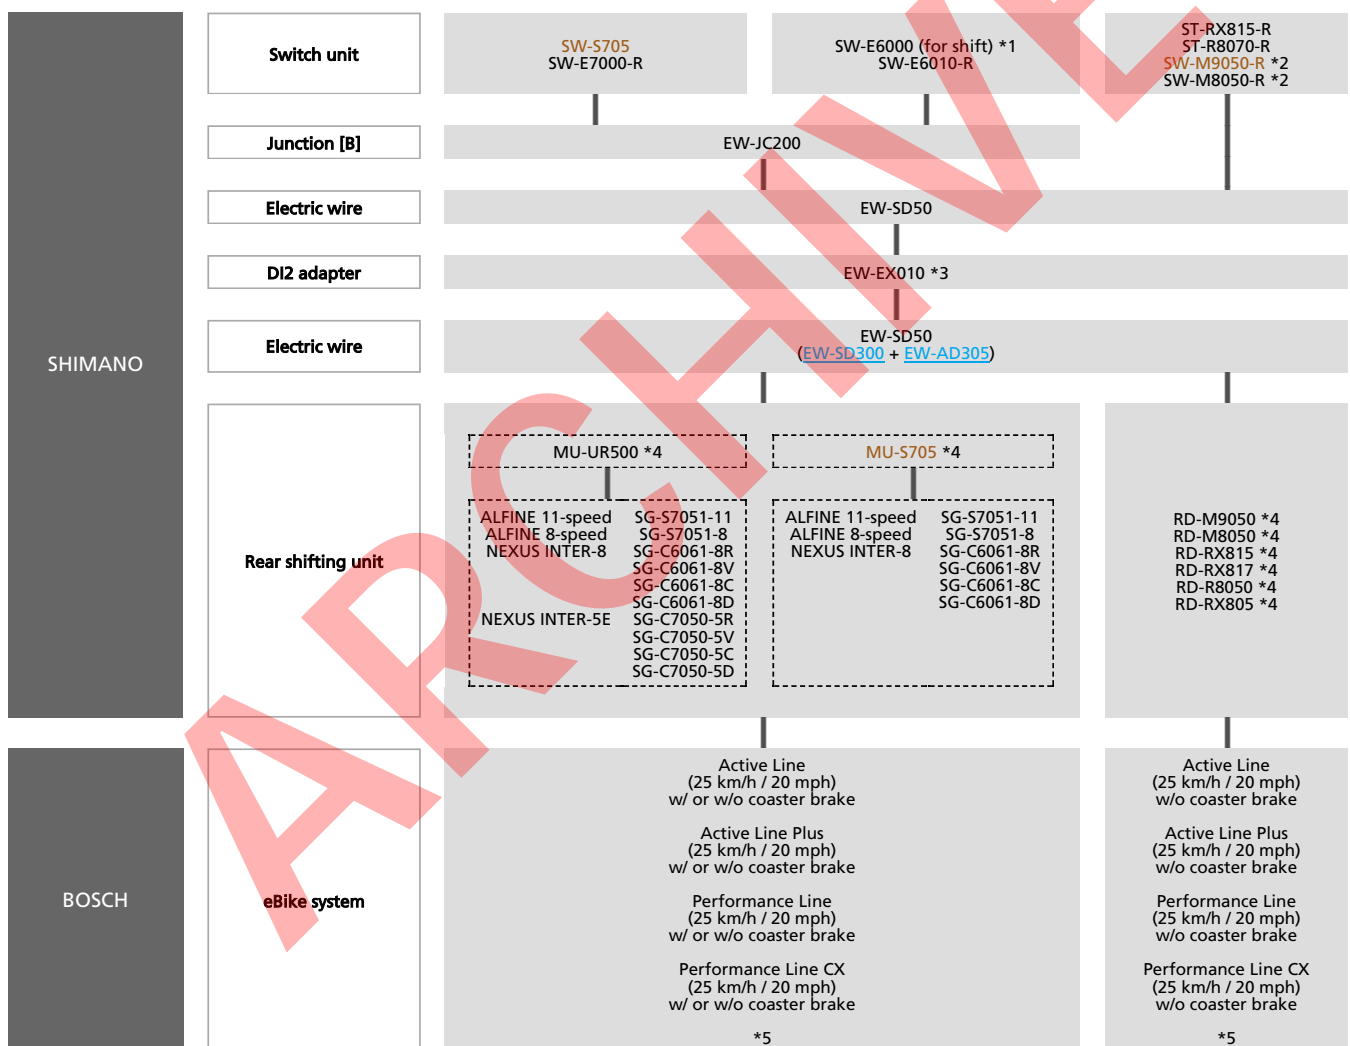 SHIMANO
Switch unit
SW-S705
SW-E7000-R
SW-E6000 (for shift) *1
SW-E6010-R
ST-RX815-R
ST-R8070-R
SW-M9050-R *2
SW-M8050-R *2
Junction [B]
EW-JC200
Electric wire
EW-SD50
DI2 adapter
EW-EX010 *3
Electric wire
EW-SD50
(EW-SD300 + EW-AD305)
Rear shifting unit
MU-UR500 *4
ALFINE 11-speed SG-S7051-11
ALFINE 8-speed SG-S7051-8
NEXUS INTER-8 SG-C6061-8R
SG-C6061-8V
SG-C6061-8C
SG-C6061-8D
NEXUS INTER-5E SG-C7050-5R
SG-C7050-5V
SG-C7050-5C
SG-C7050-5D
MU-S705 *4
ALFINE 11-speed SG-S7051-11
ALFINE 8-speed SG-S7051-8
NEXUS INTER-8 SG-C6061-8R
SG-C6061-8V
SG-C6061-8C
SG-C6061-8D
RD-M9050 *4
RD-M8050 *4
RD-RX815 *4
RD-RX817 *4
RD-R8050 *4
RD-RX805 *4
BOSCH
eBike system
Active Line
(25 km/h / 20 mph)
w/ or w/o coaster brake
Active Line Plus
(25 km/h / 20 mph)
w/ or w/o coaster brake
Performance Line
(25 km/h / 20 mph)
w/ or w/o coaster brake
Performance Line CX
(25 km/h / 20 mph)
w/ or w/o coaster brake
*5
Active Line
(25 km/h / 20 mph)
w/o coaster brake
Active Line Plus
(25 km/h / 20 mph)
w/o coaster brake
Performance Line
(25 km/h / 20 mph)
w/o coaster brake
Performance Line CX
(25 km/h / 20 mph)
w/o coaster brake
*5
ARCHIVE